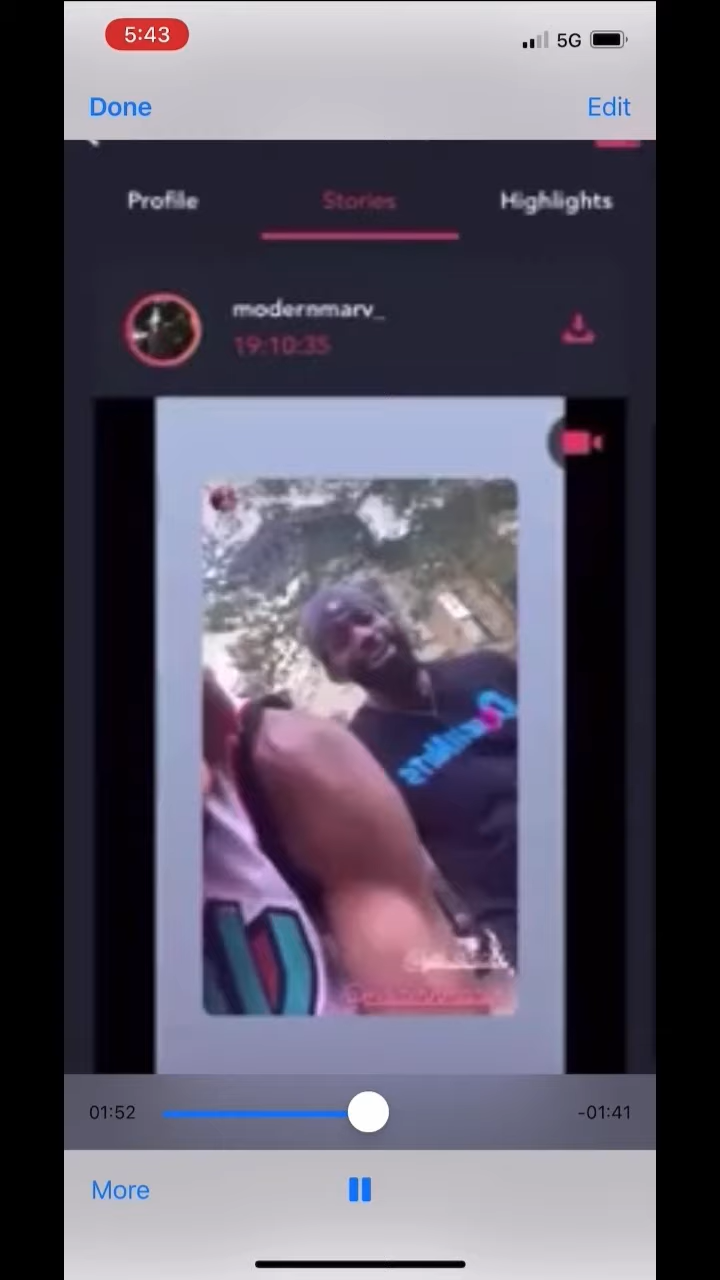 5:43
5G
Done
Edit
Profile
Stories
Highlights
modernmarv_
19:10:35
01:52
-01:41
More